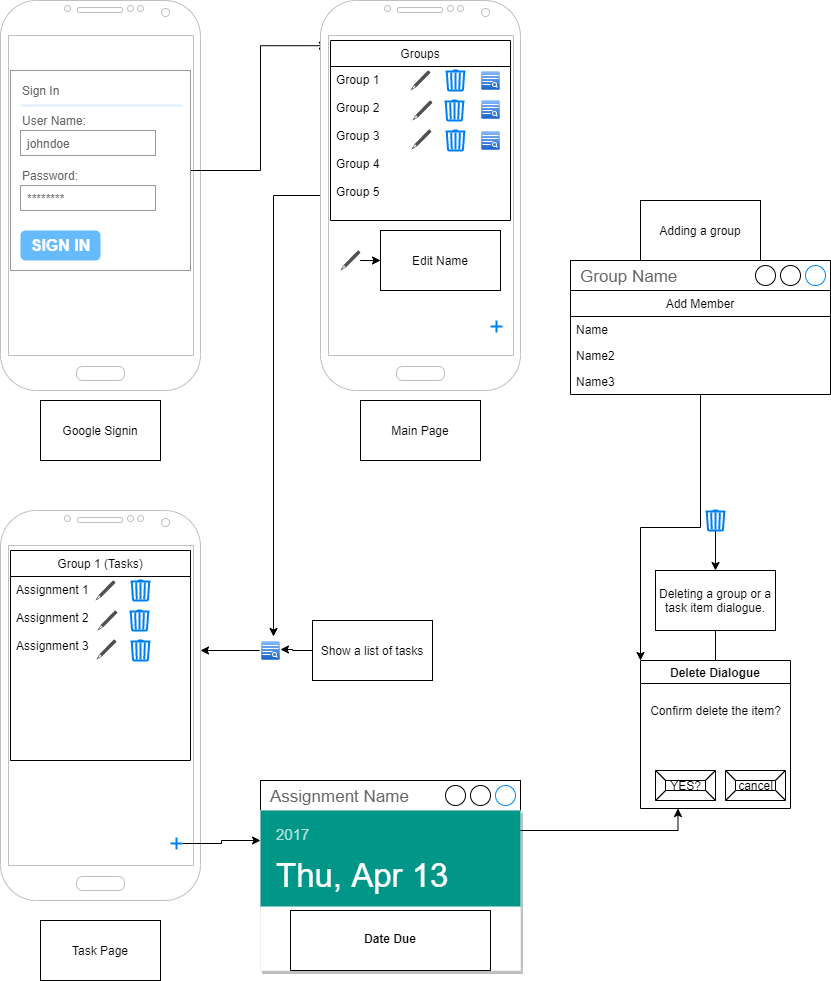 Sign In
User Name:
johndoe
Password:
********
SIGN IN
Google Signin
Groups
Group 1
Group 2
Group 3
Group 4
Group 5
Edit Name
+
Main Page
Adding a group
Group Name
Add Member
Name
Name2
Name3
Group 1 (Tasks)
Assignment 1
Assignment 2
Assignment 3
+
Task Page
Show a list of tasks
Deleting a group or a
task item dialogue.
Delete Dialogue
Confirm delete the item?
YES?
cancel
Assignment Name
2017
Thu, Apr 13
Date Due